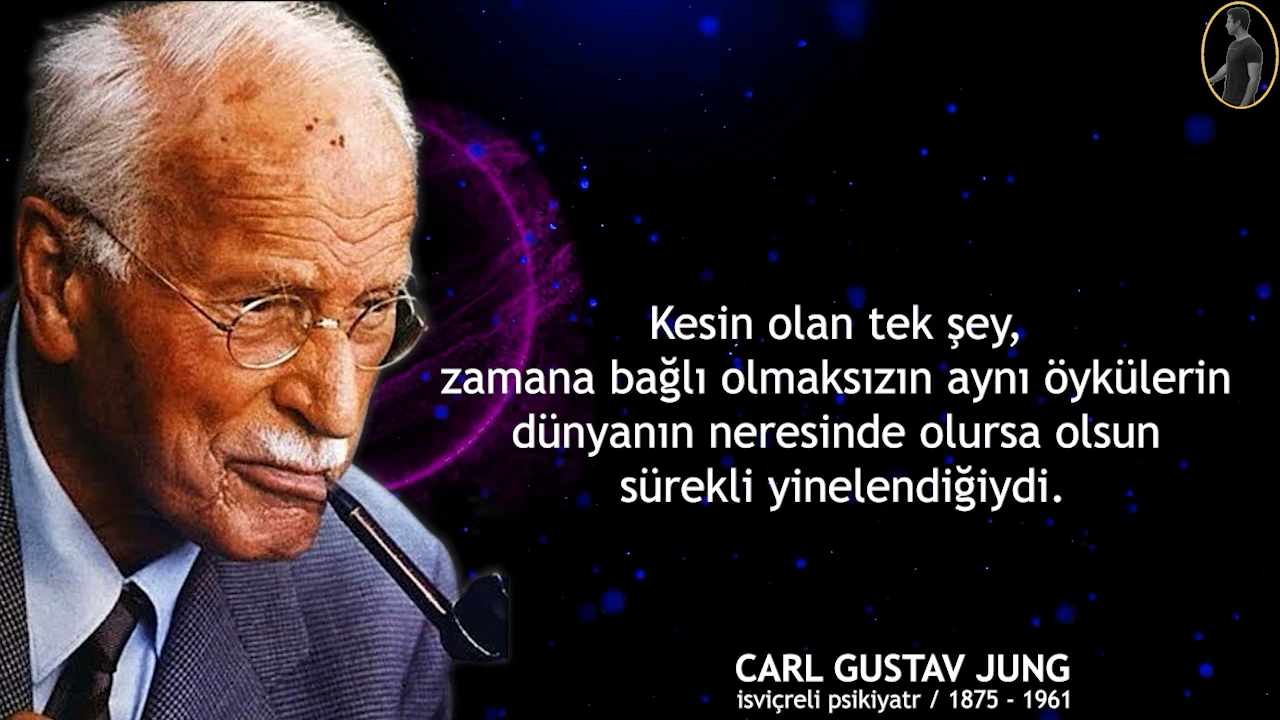 Kesin olan tek şey,
zamana bağlı olmaksızın aynı öykülerin
dünyanın neresinde olursa olsun
sürekli yinelendiğiydi.
CARL GUSTAV JUNG
isviçreli psikiyatr / 1875 - 1961